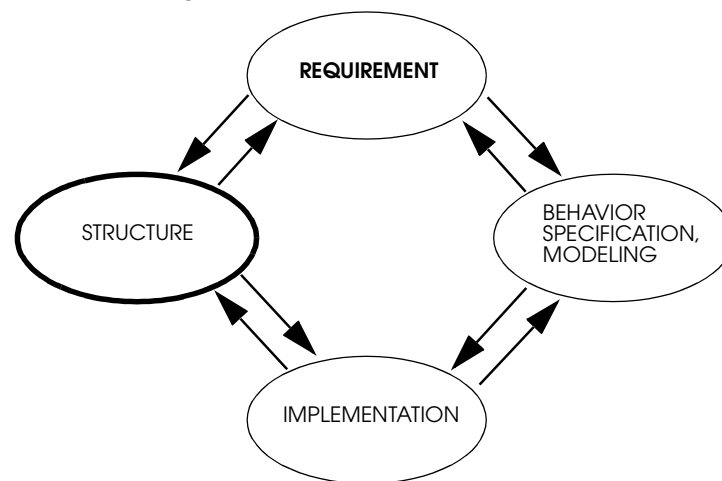 REQUIREMENT
STRUCTURE
BEHAVIOR
SPECIFICATION,
MODELING
IMPLEMENTATION